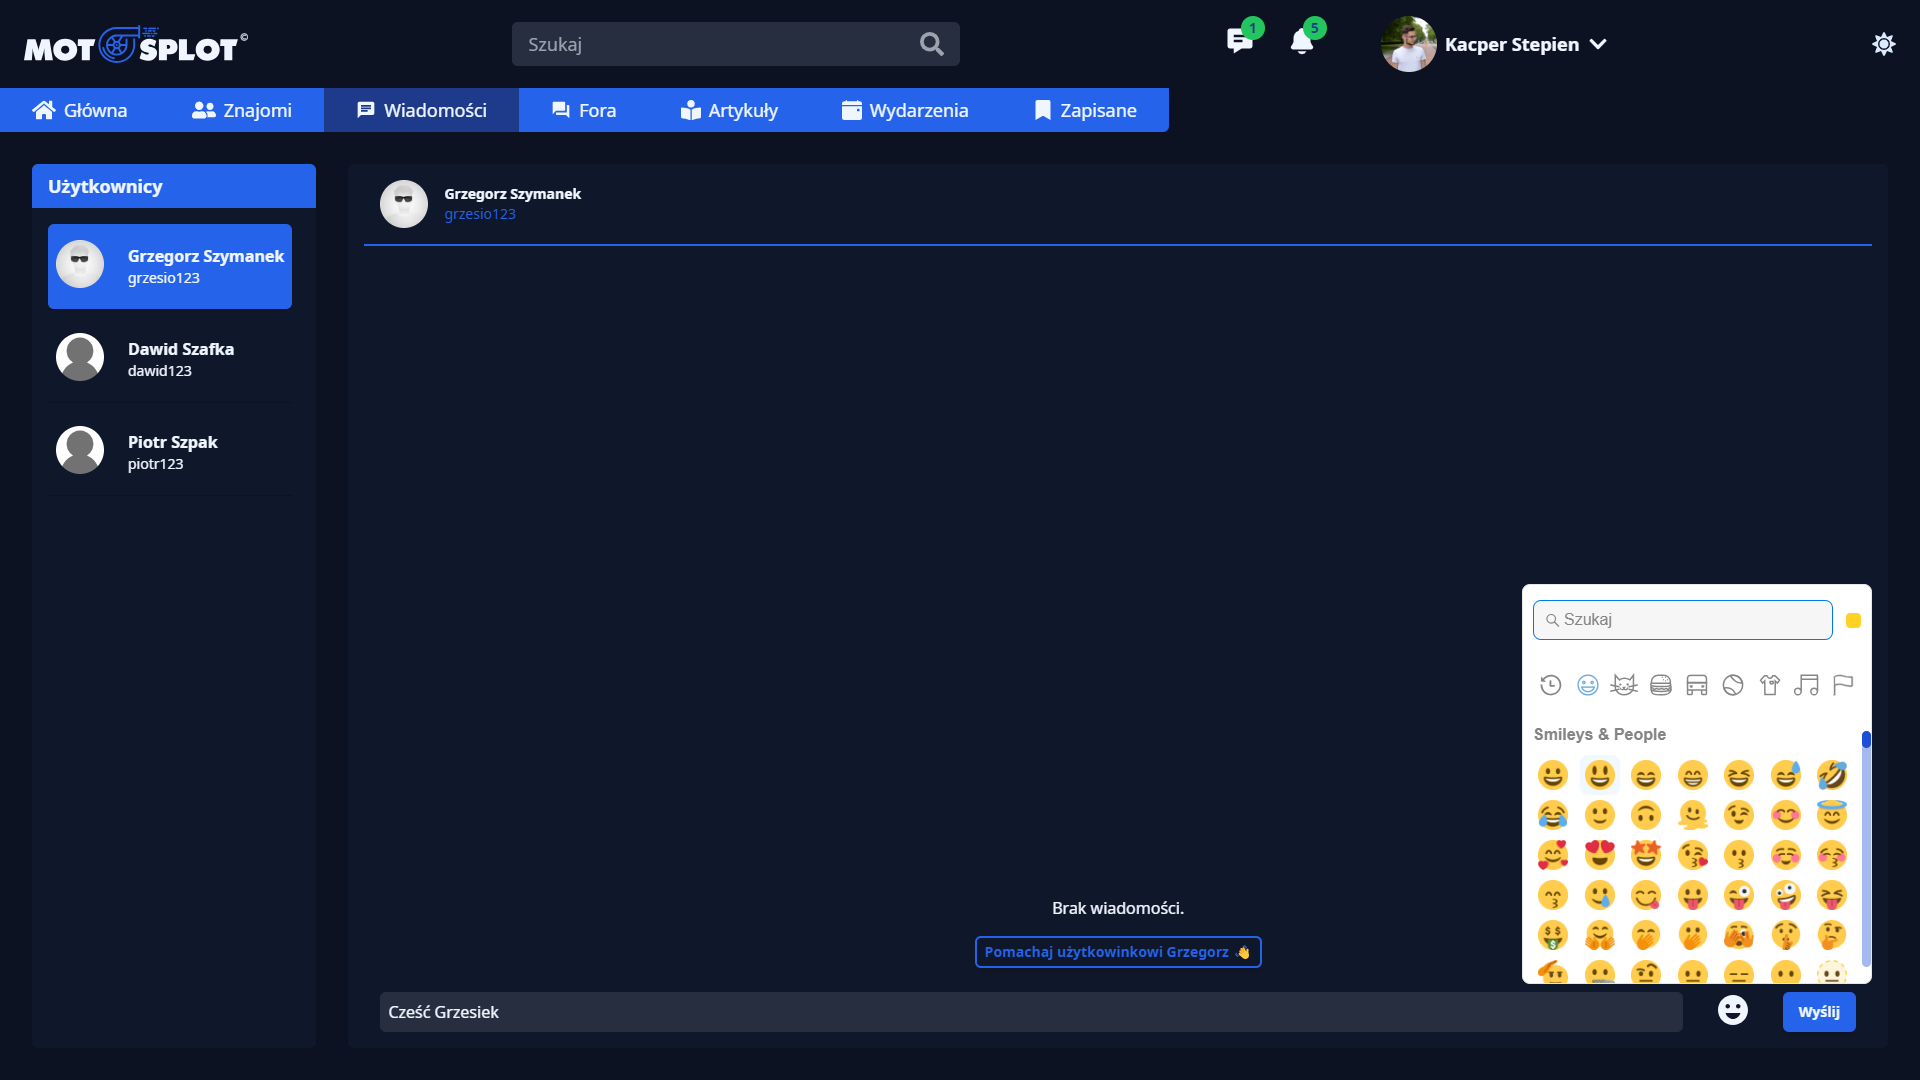 MOTOSPLOT©
Szukaj
1
5
Kacper Stepien
Główna
Znajomi
Wiadomości
Fora
Artykuły
Wydarzenia
Zapisane
Użytkownicy
Grzegorz Szymanek
grzesio123
Dawid Szafka
dawid123
Piotr Szpak
piotr123
Grzegorz Szymanek
grzesio123
Szukaj
Smileys & People
Brak wiadomości.
Pomachaj użytkowinkowi Grzegorz 👋
Cześć Grzesiek
Wyślij